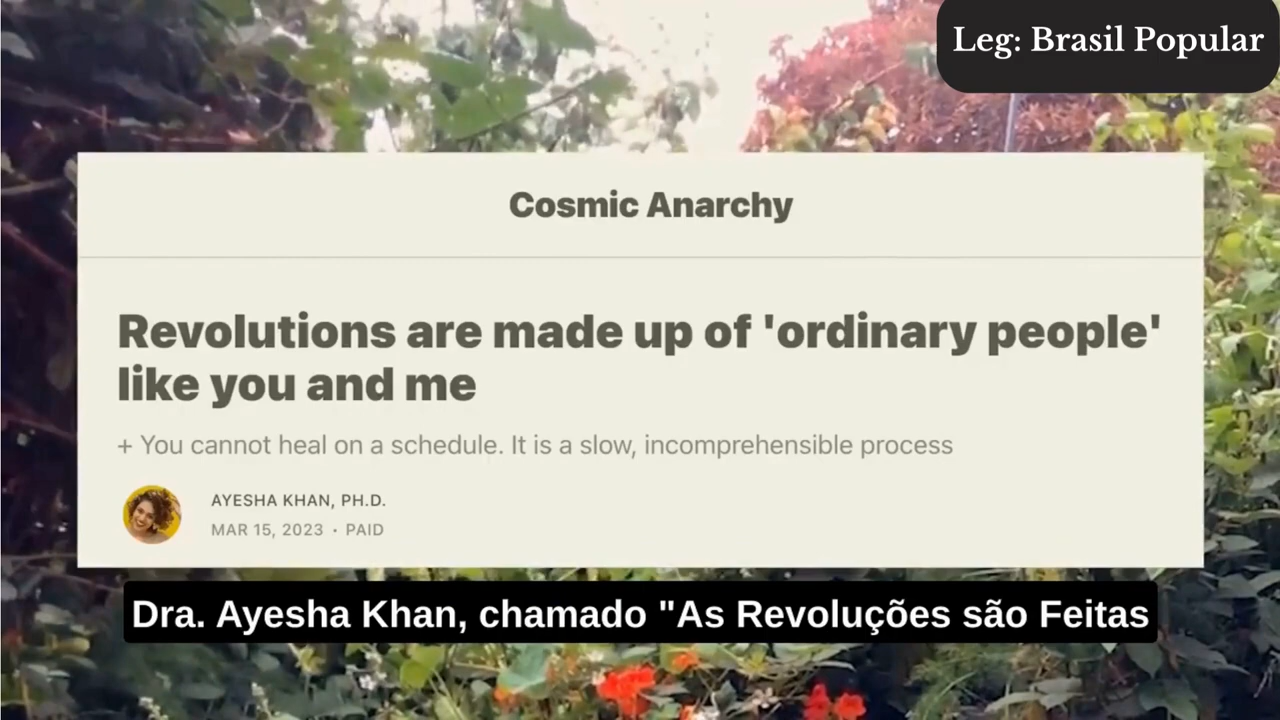 Leg: Brasil Popular
Cosmic Anarchy
Revolutions are made up of 'ordinary people'
like you and me
+ You cannot heal on a schedule. It is a slow, incomprehensible process
AYESHA KHAN, PH.D.
MAR 15, 2023 · PAID
Dra. Ayesha Khan, chamado "As Revoluções são Feitas